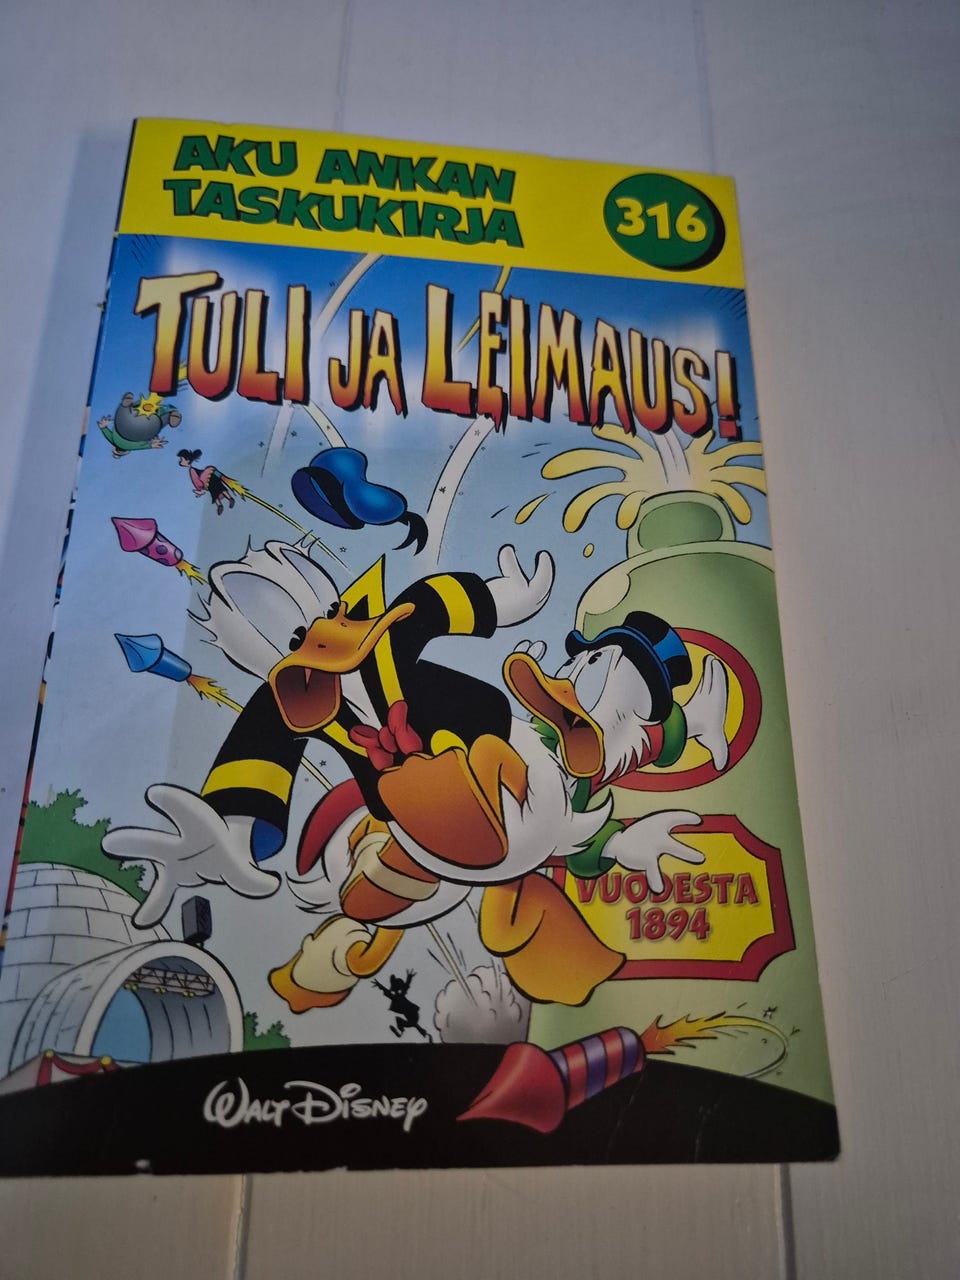 AKU ANKAN
TASKUKIRJA
316
TULI JA LEIMAUS!
VUODESTA
1894
WALT DISNEY